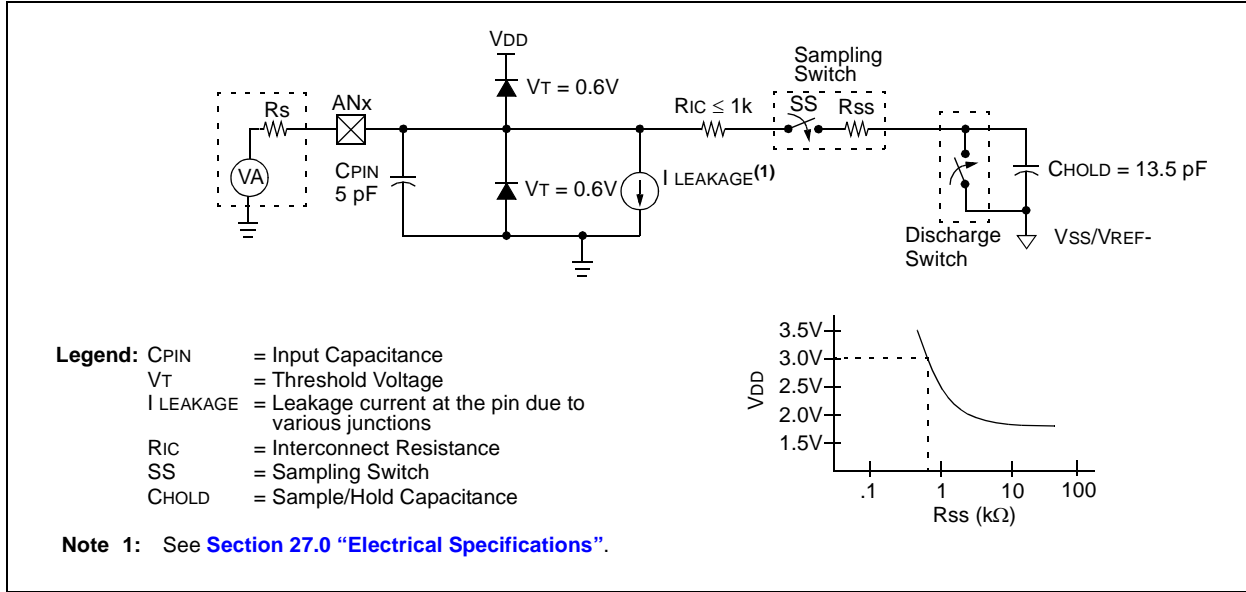 VDD
Sampling
Switch
VT = 0.6V
Rs
ANx
RIC ≤ 1k
SS
Rss
VA
CPIN
5 pF
VT = 0.6V
I LEAKAGE(1)
CHOLD = 13.5 pF
Discharge
Switch
VSS/VREF-
Legend: CPIN = Input Capacitance
VT = Threshold Voltage
I LEAKAGE = Leakage current at the pin due to
various junctions
RIC = Interconnect Resistance
SS = Sampling Switch
CHOLD = Sample/Hold Capacitance
3.5V
3.0V
2.5V
2.0V
1.5V
VDD
.1 1 10 100
Rss (kΩ)
Note 1: See Section 27.0 “Electrical Specifications”.